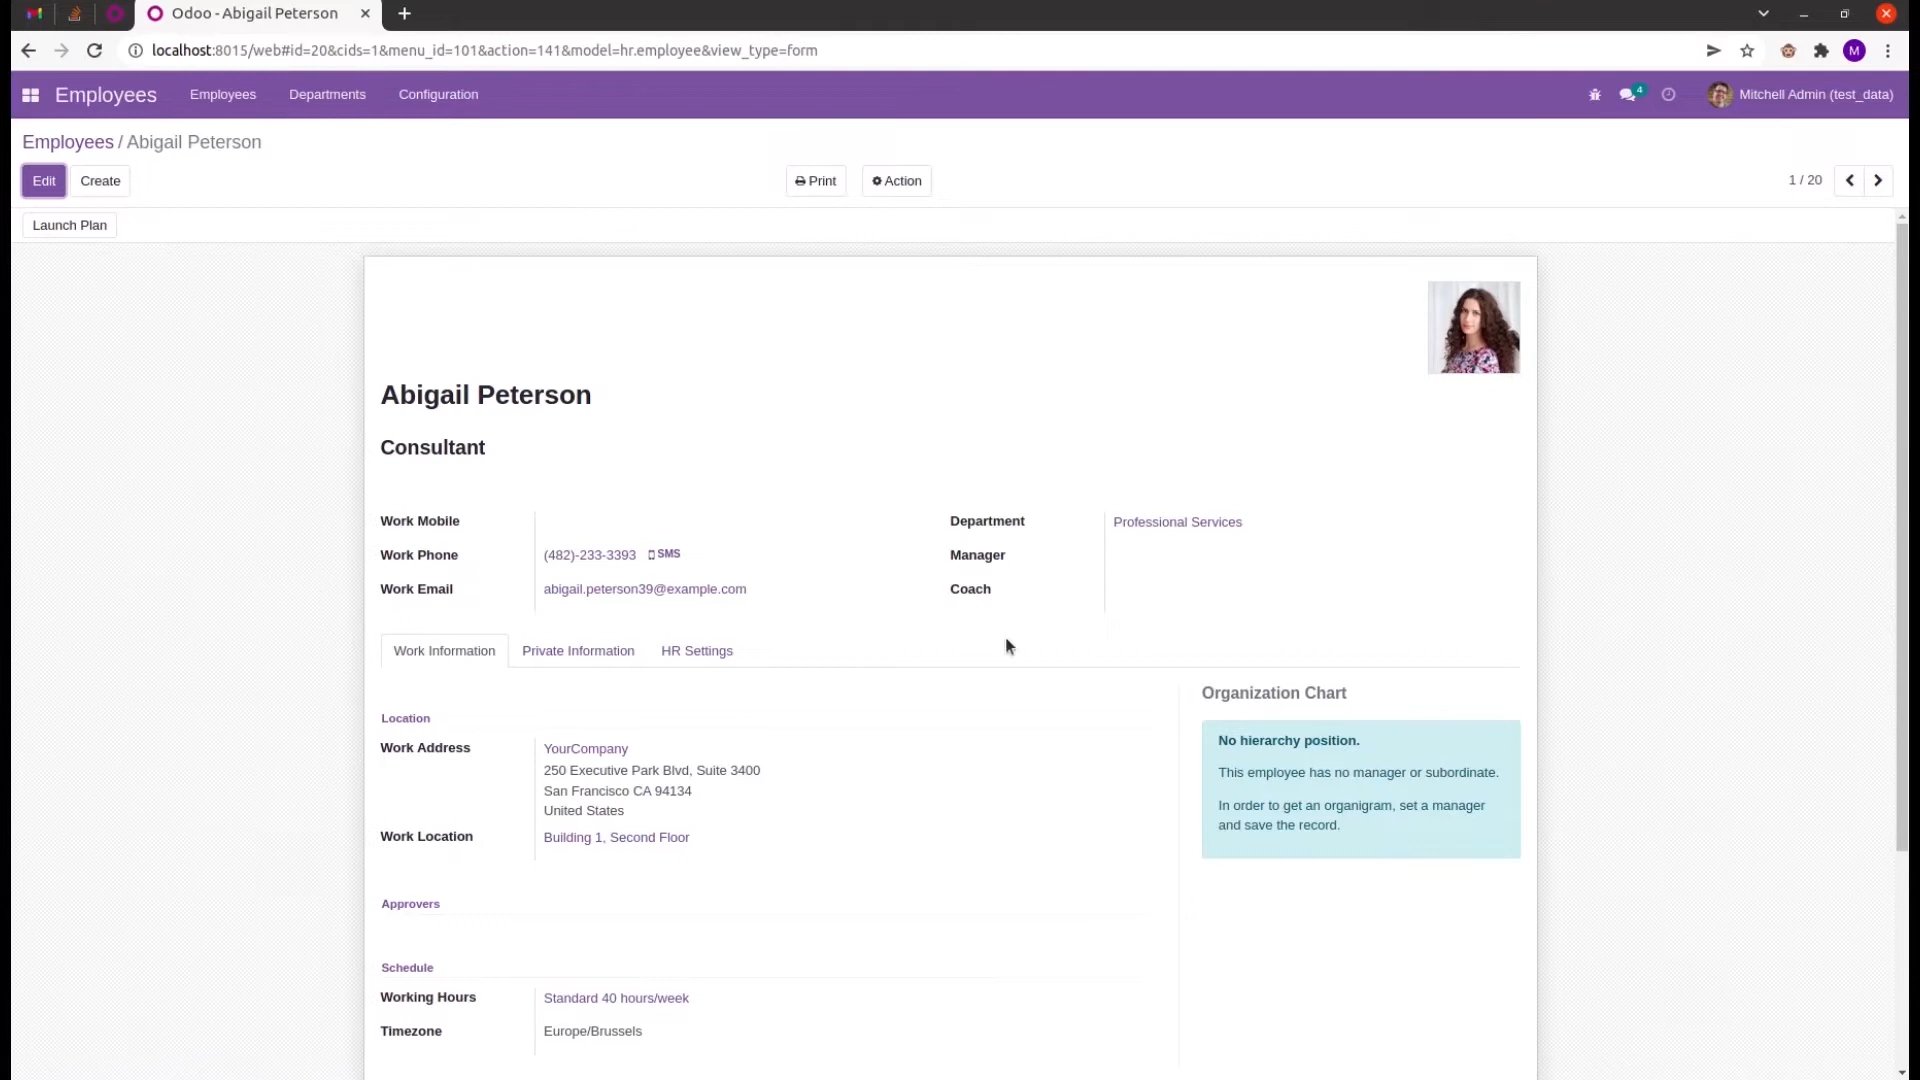 Odoo - Abigail Peterson
localhost:8015/web#id=20&cids=1&menu_id=101&action=141&model=hr.employee&view_type=form
M
Employees Employees Departments Configuration 4 Mitchell Admin (test_data)
Employees / Abigail Peterson
Edit Create Print Action 1 / 20
Launch Plan
Abigail Peterson
Consultant
Work Mobile Department Professional Services
Work Phone (482)-233-3393 SMS Manager
Work Email abigail.peterson39@example.com Coach
Work Information Private Information HR Settings
Organization Chart
Location
No hierarchy position.
Work Address YourCompany
250 Executive Park Blvd, Suite 3400
This employee has no manager or subordinate.
San Francisco CA 94134
United States
In order to get an organigram, set a manager
and save the record.
Work Location Building 1, Second Floor
Approvers
Schedule
Working Hours Standard 40 hours/week
Timezone Europe/Brussels